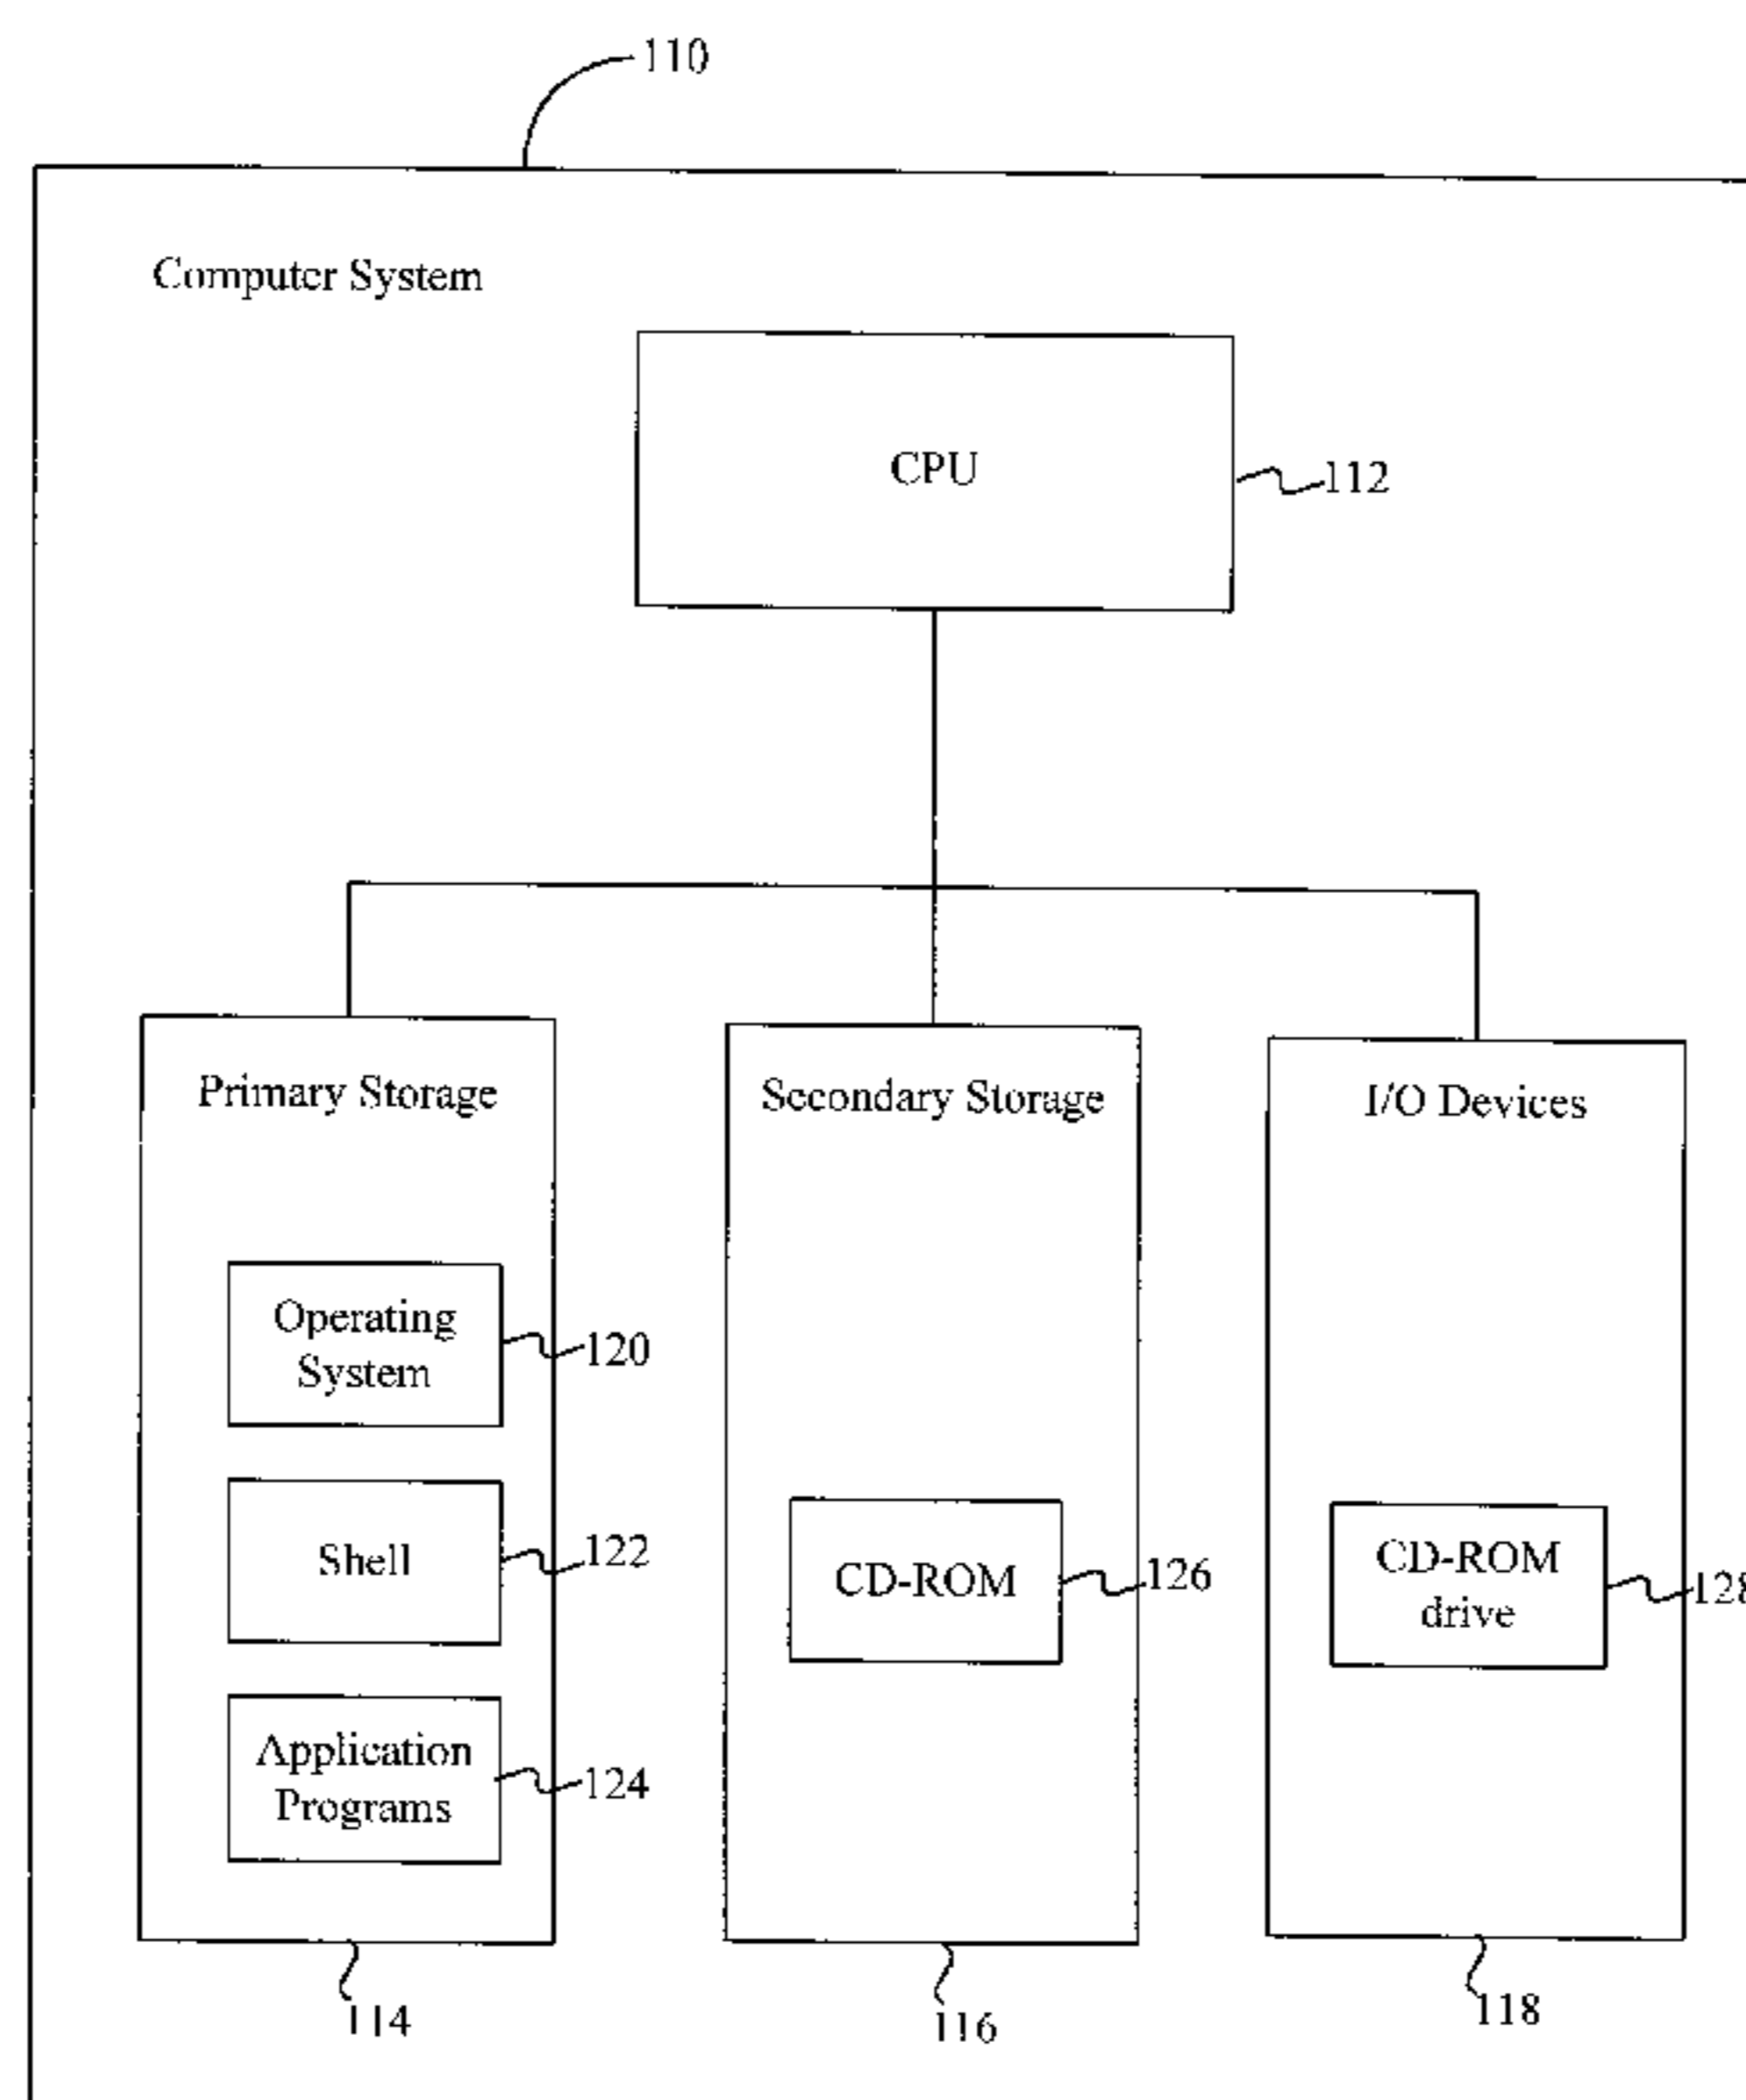 110
Computer System
CPU
112
Primary Storage
Secondary Storage
I/O Devices
Operating
System
120
Shell
122
CD-ROM
126
CD-ROM
drive
128
Application
Programs
124
114
116
118